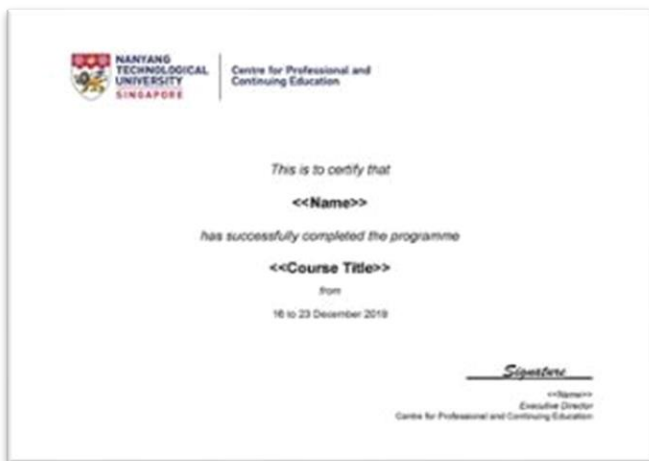 NANYANG
TECHNOLOGICAL
UNIVERSITY
SINGAPORE
Centre for Professional and
Continuing Education
This is to certify that
<<Name>>
has successfully completed the programme
<<Course Title>>
from
16 to 23 December 2019
Signature
<<Name>>
Executive Director
Centre for Professional and Continuing Education